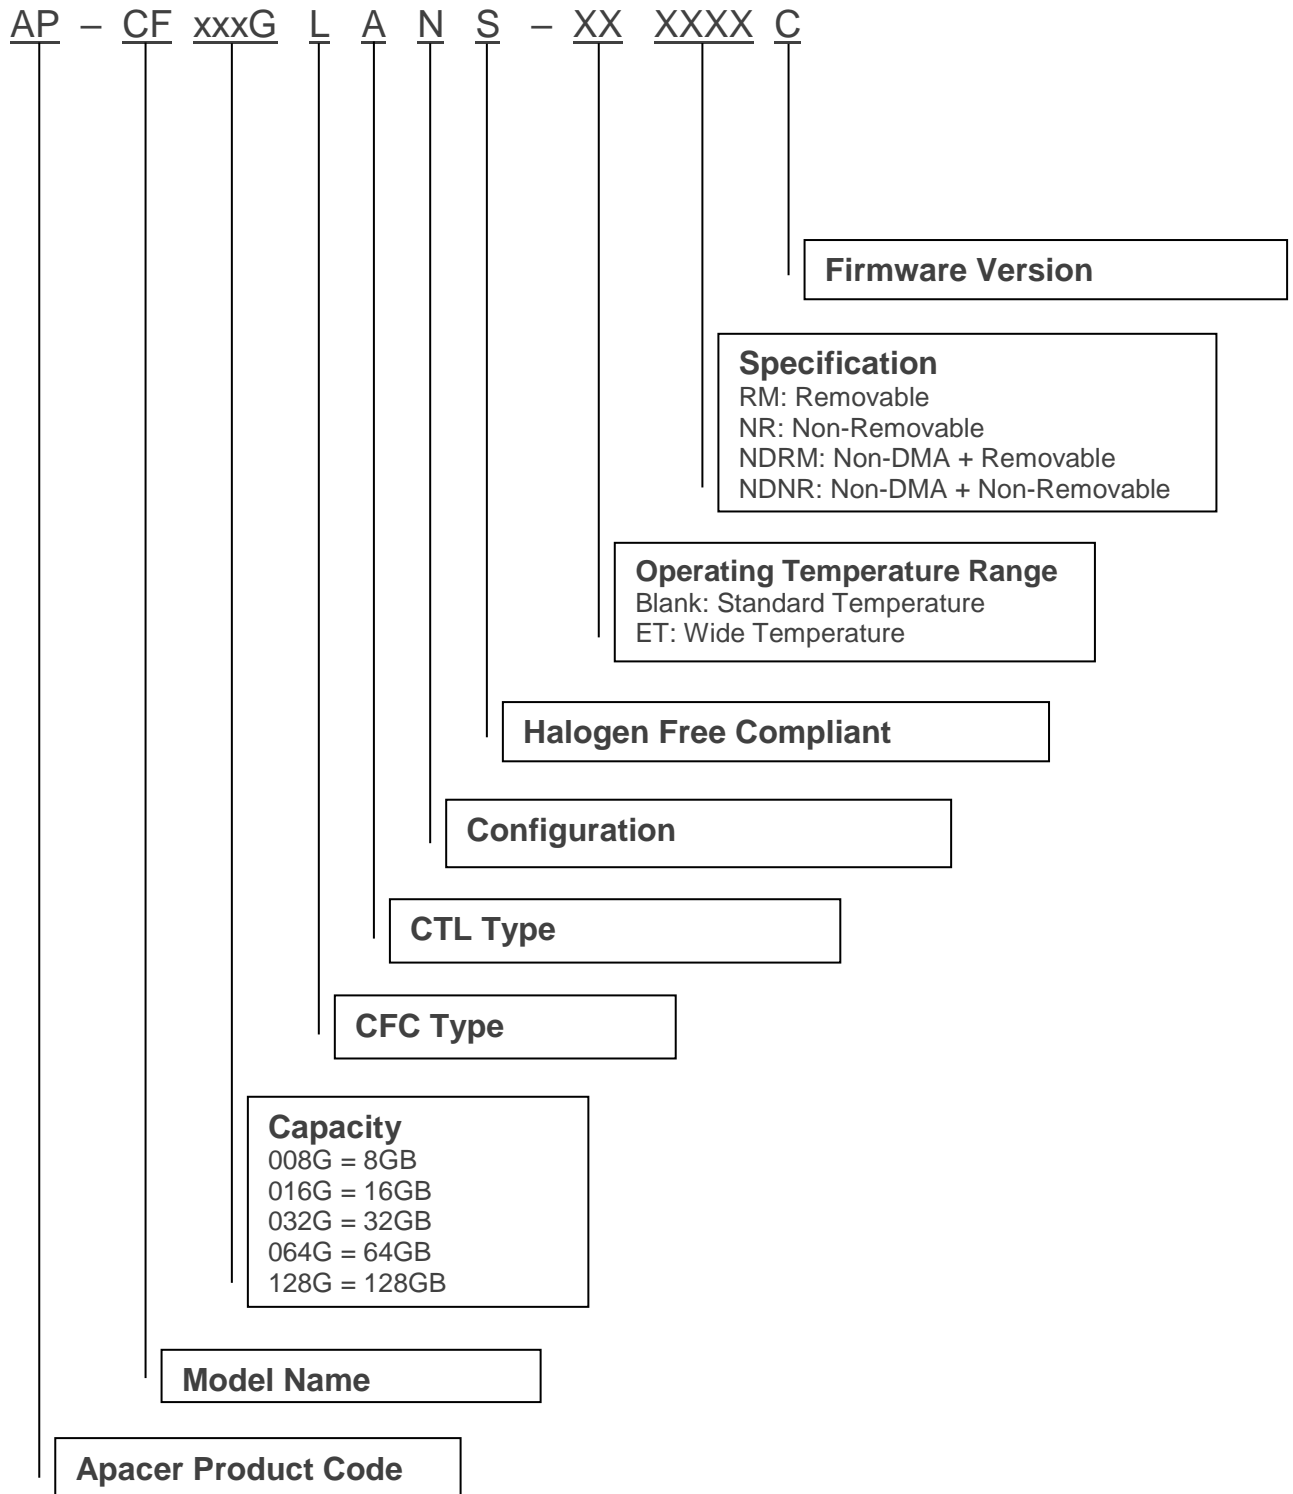 AP – CF xxxG L A N S – XX XXXX C
Firmware Version
Specification
RM: Removable
NR: Non-Removable
NDRM: Non-DMA + Removable
NDNR: Non-DMA + Non-Removable
Operating Temperature Range
Blank: Standard Temperature
ET: Wide Temperature
Halogen Free Compliant
Configuration
CTL Type
CFC Type
Capacity
008G = 8GB
016G = 16GB
032G = 32GB
064G = 64GB
128G = 128GB
Model Name
Apacer Product Code